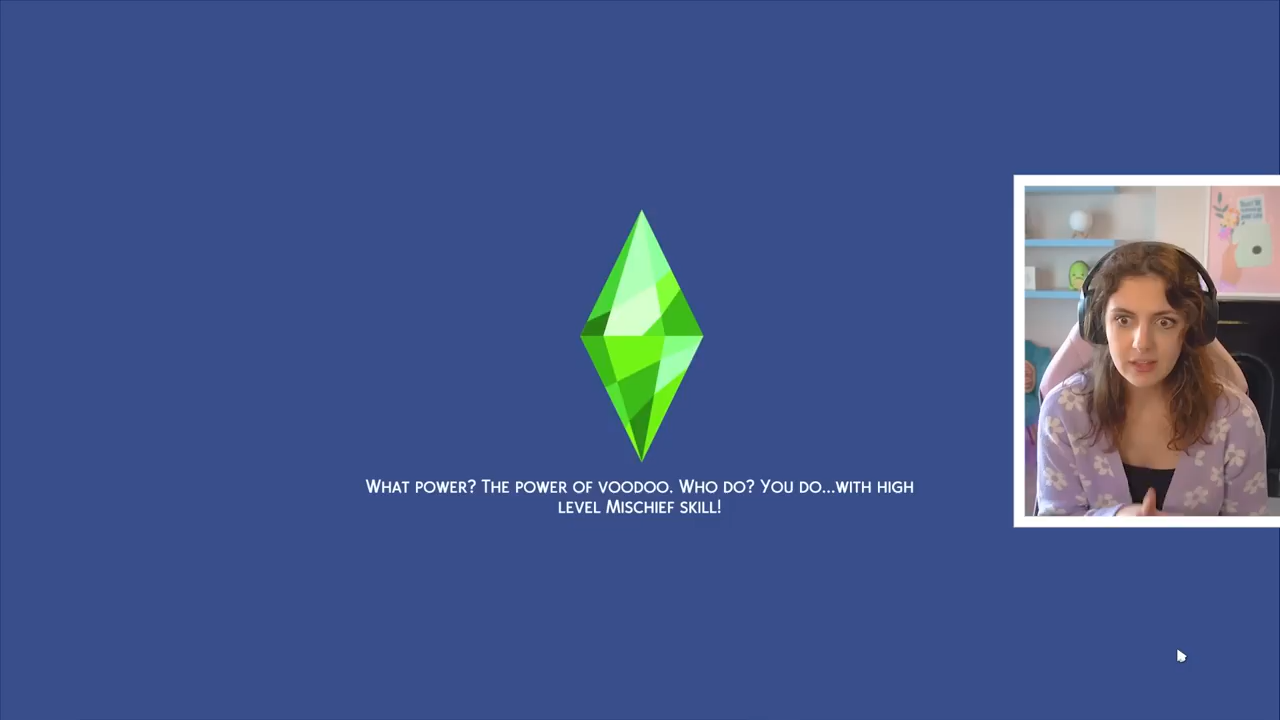 What power? The power of voodoo. Who do? You do...with high
level Mischief skill!